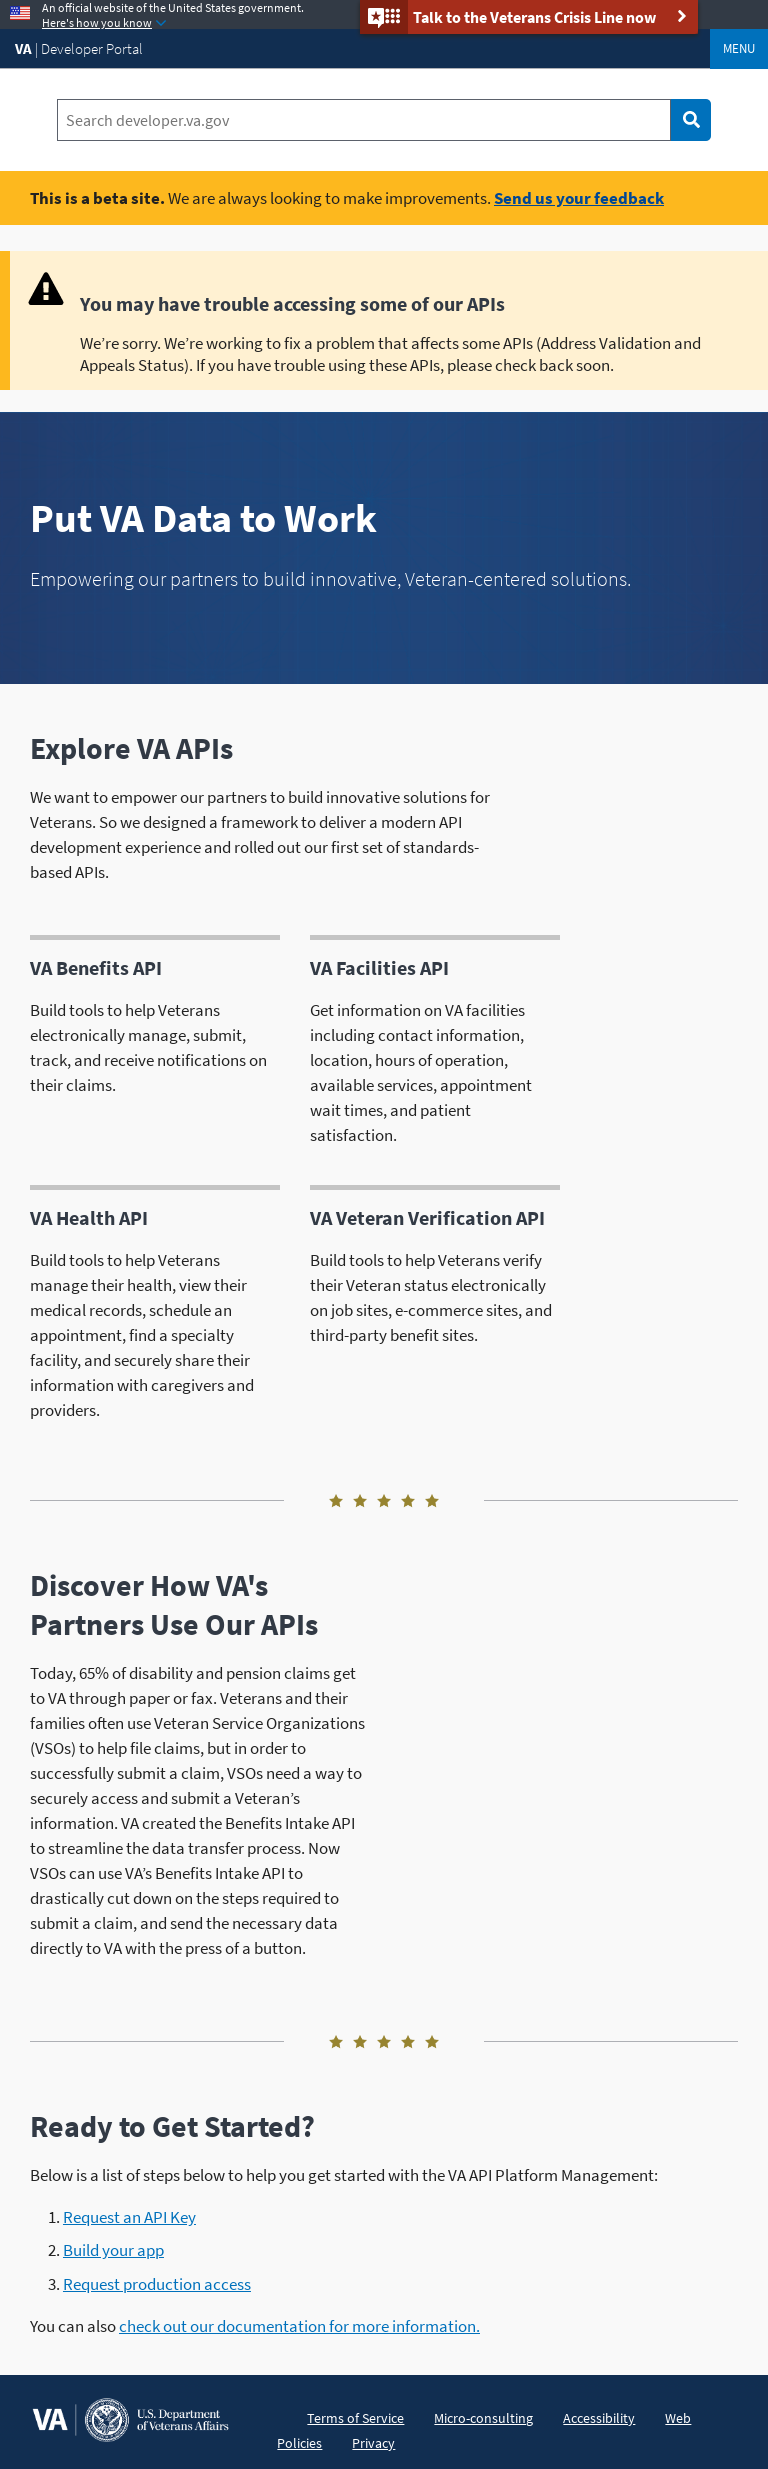 An official website of the United States government.
Here's how you know
Talk to the Veterans Crisis Line now
VA | Developer Portal
MENU
Search developer.va.gov
This is a beta site. We are always looking to make improvements. Send us your feedback
You may have trouble accessing some of our APIs
We’re sorry. We’re working to fix a problem that affects some APIs (Address Validation and
Appeals Status). If you have trouble using these APIs, please check back soon.
Put VA Data to Work
Empowering our partners to build innovative, Veteran-centered solutions.
Explore VA APIs
We want to empower our partners to build innovative solutions for
Veterans. So we designed a framework to deliver a modern API
development experience and rolled out our first set of standards-
based APIs.
VA Benefits API
Build tools to help Veterans
electronically manage, submit,
track, and receive notifications on
their claims.
VA Facilities API
Get information on VA facilities
including contact information,
location, hours of operation,
available services, appointment
wait times, and patient
satisfaction.
VA Health API
Build tools to help Veterans
manage their health, view their
medical records, schedule an
appointment, find a specialty
facility, and securely share their
information with caregivers and
providers.
VA Veteran Verification API
Build tools to help Veterans verify
their Veteran status electronically
on job sites, e-commerce sites, and
third-party benefit sites.
Discover How VA's
Partners Use Our APIs
Today, 65% of disability and pension claims get
to VA through paper or fax. Veterans and their
families often use Veteran Service Organizations
(VSOs) to help file claims, but in order to
successfully submit a claim, VSOs need a way to
securely access and submit a Veteran’s
information. VA created the Benefits Intake API
to streamline the data transfer process. Now
VSOs can use VA’s Benefits Intake API to
drastically cut down on the steps required to
submit a claim, and send the necessary data
directly to VA with the press of a button.
Ready to Get Started?
Below is a list of steps below to help you get started with the VA API Platform Management:
1. Request an API Key
2. Build your app
3. Request production access
You can also check out our documentation for more information.
VA
U.S. Department
of Veterans Affairs
Terms of Service Micro-consulting Accessibility Web
Policies Privacy